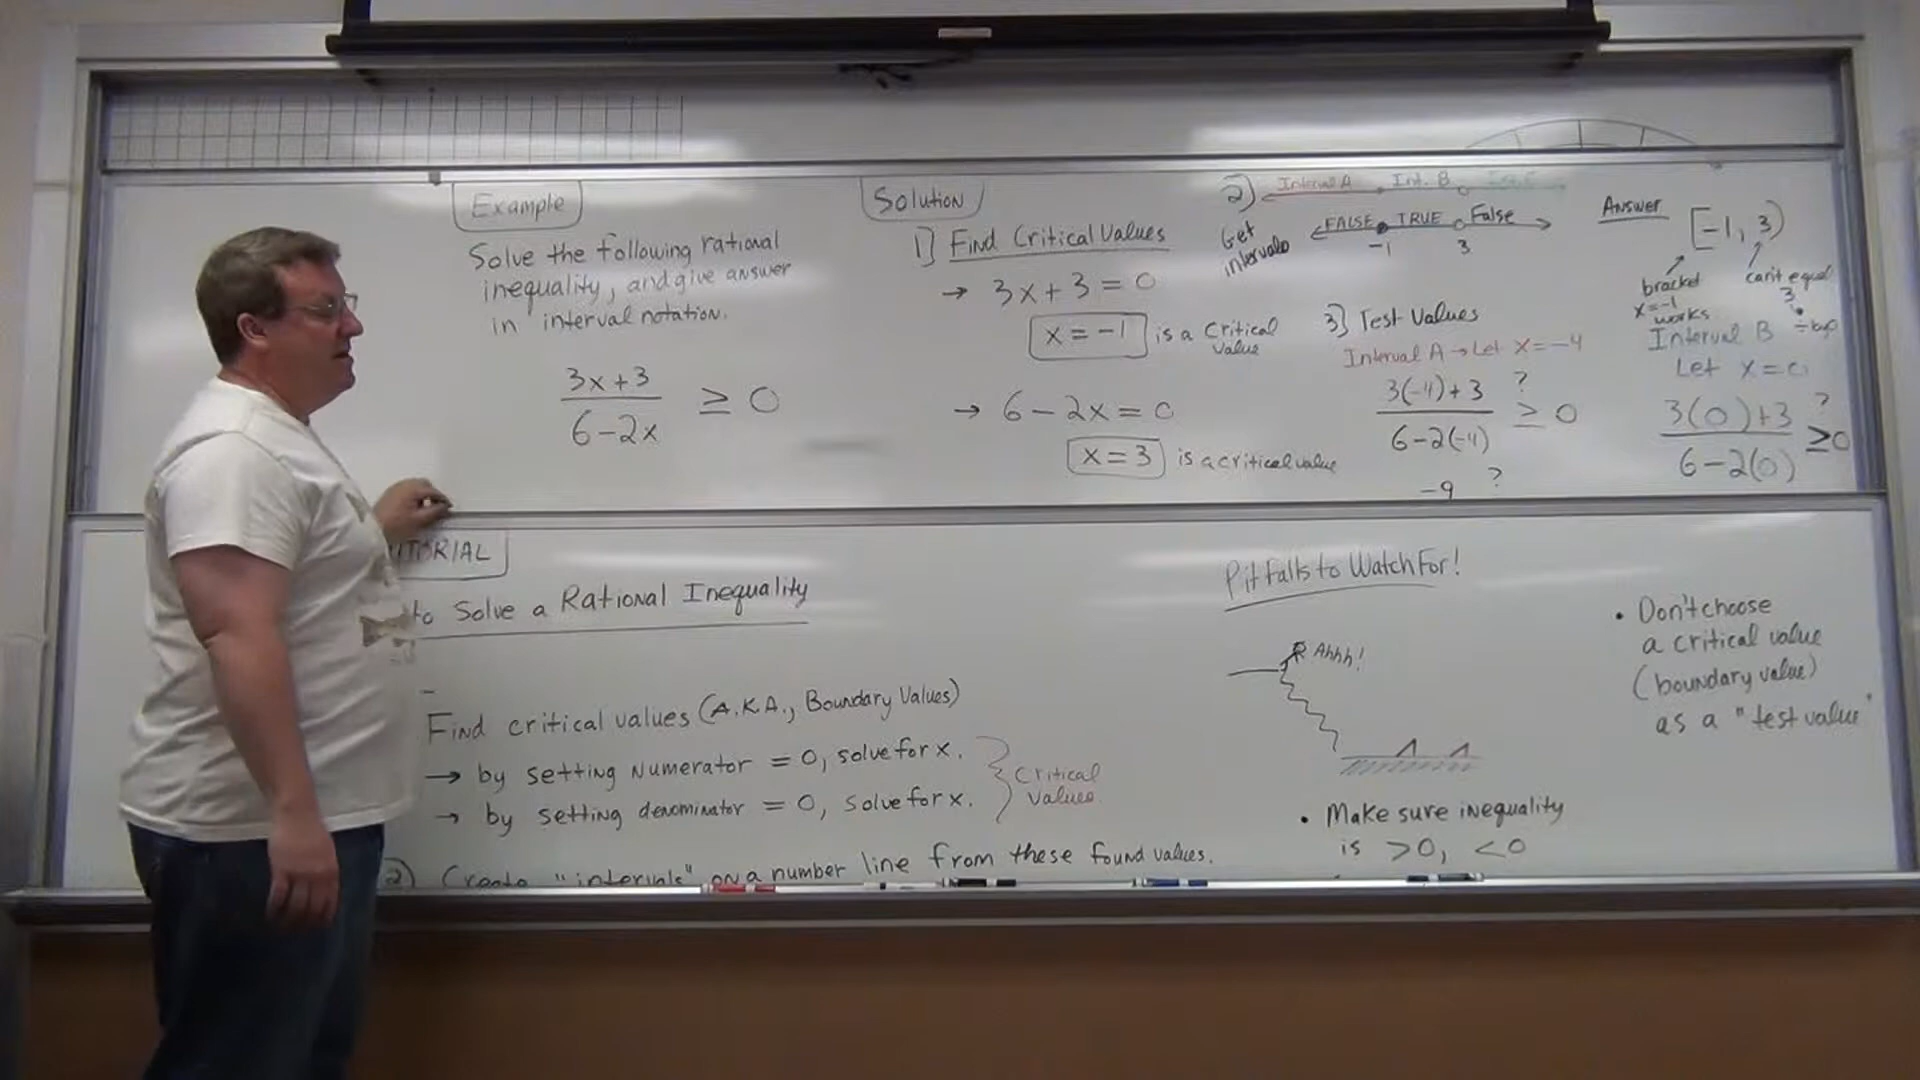 Example
Solve the following rational
inequality, and give answer
in interval notation.
3x+3
6-2x
≥ 0
Solution
1] Find Critical Values
→ 3x+3=0
x=-1 is a critical
value
→ 6-2x=0
x=3 is a critical value
2)
Interval A Int. B
Get
intervals
FALSE TRUE False
-1 3
3] Test Values
Interval A → Let x=-4
3(-4)+3 ?
6-2(-4)
≥ 0
-9 ?
Answer
[-1, 3)
bracket
x=-1
works
can't equal
3
Interval B
Let x=0
3(0)+3 ?
6-2(0)
≥0
UTORIAL
to Solve a Rational Inequality
Find critical values (A.K.A., Boundary Values)
→ by setting Numerator = 0, solve for x.
→ by setting denominator = 0, solve for x.
Critical
Values.
2) Create "intervals" on a number line from these found values.
Pitfalls to Watch For!
Ahhh!
• Make sure inequality
is >0, <0
• Don't choose
a critical value
(boundary value)
as a "test value"